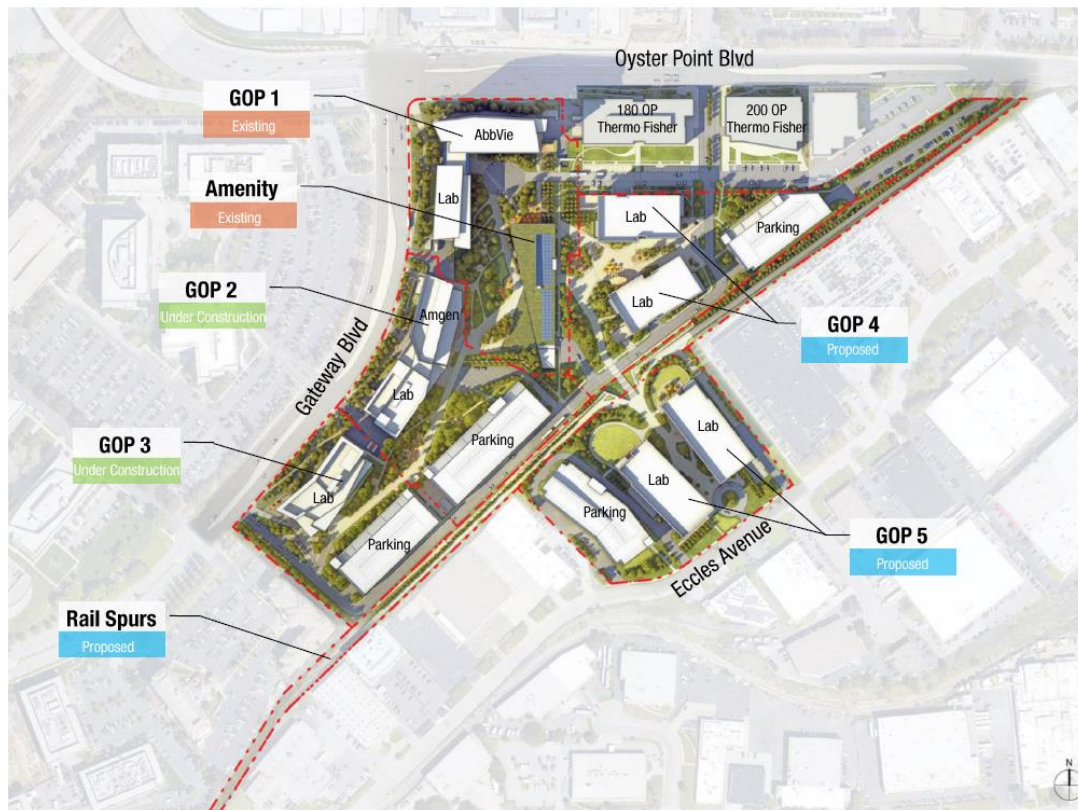 Oyster Point Blvd
GOP 1
Existing
AbbVie
180 OP
Thermo Fisher
200 OP
Thermo Fisher
Amenity
Existing
Lab
Lab
Parking
GOP 2
Under Construction
Amgen
Lab
GOP 4
Proposed
Gateway Blvd
Lab
Lab
GOP 3
Under Construction
Parking
Lab
Lab
Parking
Parking
GOP 5
Proposed
Eccles Avenue
Rail Spurs
Proposed
N